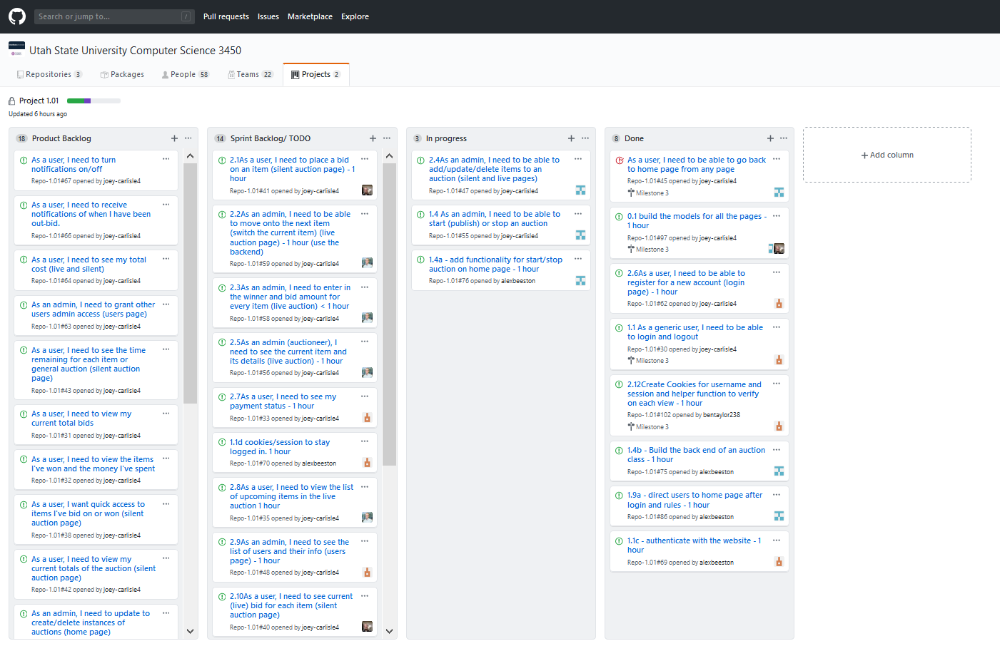 Search or jump to...
/
Pull requests
Issues
Marketplace
Explore
Utah State University Computer Science 3450
Repositories 3
Packages
People 58
Teams 22
Projects 2
Project 1.01
Updated 6 hours ago
18 Product Backlog
As a user, I need to turn
notifications on/off
Repo-1.01#67 opened by joey-carlisle4
As a user, I need to receive
notifications of when I have been
out-bid.
Repo-1.01#66 opened by joey-carlisle4
As a user, I need to see my total
cost (live and silent)
Repo-1.01#64 opened by joey-carlisle4
As an admin, I need to grant other
users admin access (users page)
Repo-1.01#63 opened by joey-carlisle4
As a user, I need to see the time
remaining for each item or
general auction (silent auction
page)
Repo-1.01#43 opened by joey-carlisle4
As a user, I need to view my
current total bids
Repo-1.01#31 opened by joey-carlisle4
As a user, I need to view the items
I've won and the money I've spent
Repo-1.01#32 opened by joey-carlisle4
As a user, I want quick access to
items I've bid on or won (silent
auction page)
Repo-1.01#38 opened by joey-carlisle4
As a user, I need to view my
current totals of the auction (silent
auction page)
Repo-1.01#42 opened by joey-carlisle4
As an admin, I need to update to
create/delete instances of
auctions (home page)
14 Sprint Backlog/ TODO
2.1As a user, I need to place a bid
on an item (silent auction page) - 1
hour
Repo-1.01#41 opened by joey-carlisle4
2.2As an admin, I need to be able
to move onto the next item
(switch the current item) (live
auction page) - 1 hour (use the
backend)
Repo-1.01#59 opened by joey-carlisle4
2.3As an admin, I need to enter in
the winner and bid amount for
every item (live auction) < 1 hour
Repo-1.01#58 opened by joey-carlisle4
2.5As an admin (auctioneer), I
need to see the current item and
its details (live auction) - 1 hour
Repo-1.01#56 opened by joey-carlisle4
2.7As a user, I need to see my
payment status - 1 hour
Repo-1.01#33 opened by joey-carlisle4
1.1d cookies/session to stay
logged in. 1 hour
Repo-1.01#70 opened by alexbeeston
2.8As a user, I need to view the list
of upcoming items in the live
auction 1 hour
Repo-1.01#35 opened by joey-carlisle4
2.9As an admin, I need to see the
list of users and their info (users
page) - 1 hour
Repo-1.01#48 opened by joey-carlisle4
2.10As a user, I need to see current
(live) bid for each item (silent
auction page)
Repo-1.01#40 opened by joey-carlisle4
3 In progress
2.4As an admin, I need to be able to
add/update/delete items to an
auction (silent and live pages)
Repo-1.01#47 opened by joey-carlisle4
1.4 As an admin, I need to be able to
start (publish) or stop an auction
Repo-1.01#55 opened by joey-carlisle4
1.4a - add functionality for start/stop
auction on home page - 1 hour
Repo-1.01#76 opened by alexbeeston
8 Done
As a user, I need to be able to go back
to home page from any page
Repo-1.01#45 opened by joey-carlisle4
Milestone 3
0.1 build the models for all the pages -
1 hour
Repo-1.01#97 opened by joey-carlisle4
Milestone 3
2.6As a user, I need to be able to
register for a new account (login
page) - 1 hour
Repo-1.01#62 opened by joey-carlisle4
1.1 As a generic user, I need to be able
to login and logout
Repo-1.01#30 opened by joey-carlisle4
Milestone 3
2.12Create Cookies for username and
session and helper function to verify
on each view - 1 hour
Repo-1.01#102 opened by bentaylor238
Milestone 3
1.4b - Build the back end of an auction
class - 1 hour
Repo-1.01#75 opened by alexbeeston
1.9a - direct users to home page after
login and rules - 1 hour
Repo-1.01#86 opened by alexbeeston
1.1c - authenticate with the website - 1
hour
Repo-1.01#69 opened by alexbeeston
Add column